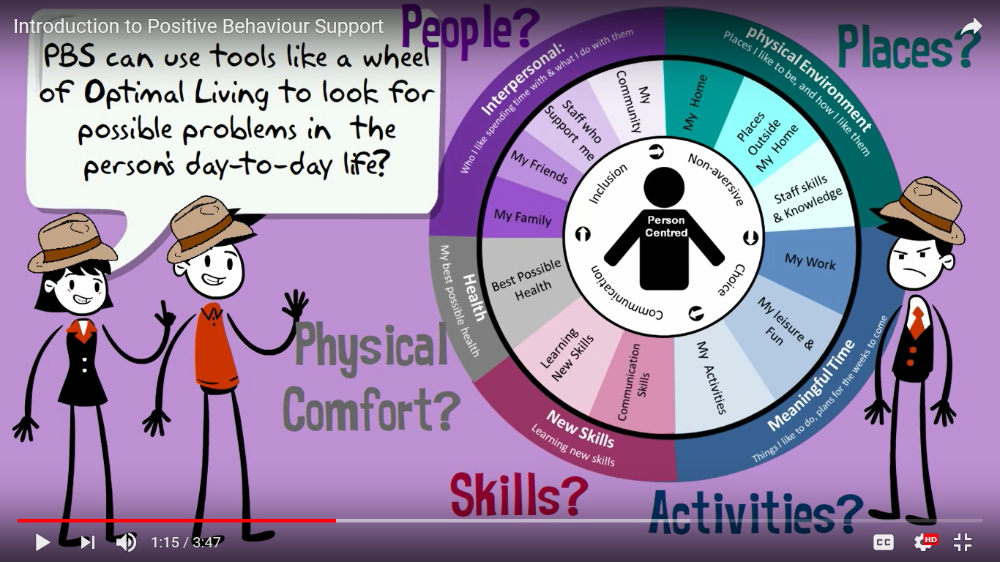 Introduction to Positive Behaviour Support
PBS can use tools like a wheel
of Optimal Living to look for
possible problems in the
person's day-to-day life?
People?
Places?
Physical
Comfort?
Skills?
Activities?
Interpersonal:
Who I like spending time with & what I do with them
physical Environment
Places I like to be, and how I like them
Meaningful Time
Things I like to do, plans for the weeks to come
New Skills
Learning new skills
Health
My best possible health
My
Community
Staff who
Support me
My Friends
My Family
Best Possible
Health
Learning
New Skills
Communication
Skills
My Activities
My leisure &
Fun
My Work
Staff skills
& Knowledge
Places
Outside
My Home
My Home
Inclusion
Non-aversive
Choice
Communication
Person
Centred
1:15 / 3:47
CC
HD